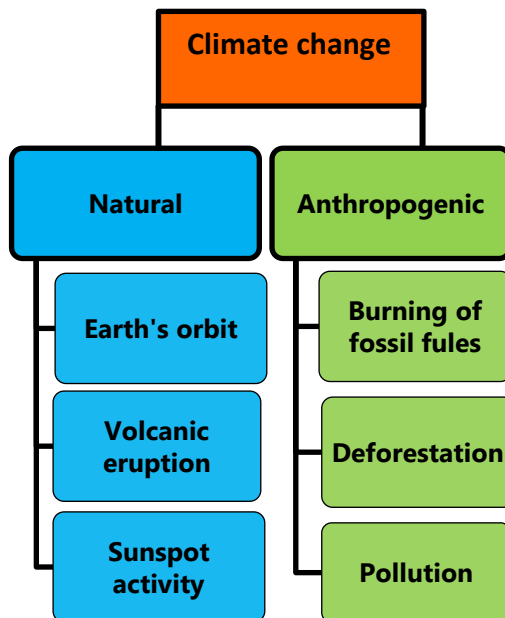 Climate change
Natural
Anthropogenic
Earth's orbit
Burning of
fossil fules
Volcanic
eruption
Deforestation
Sunspot
activity
Pollution